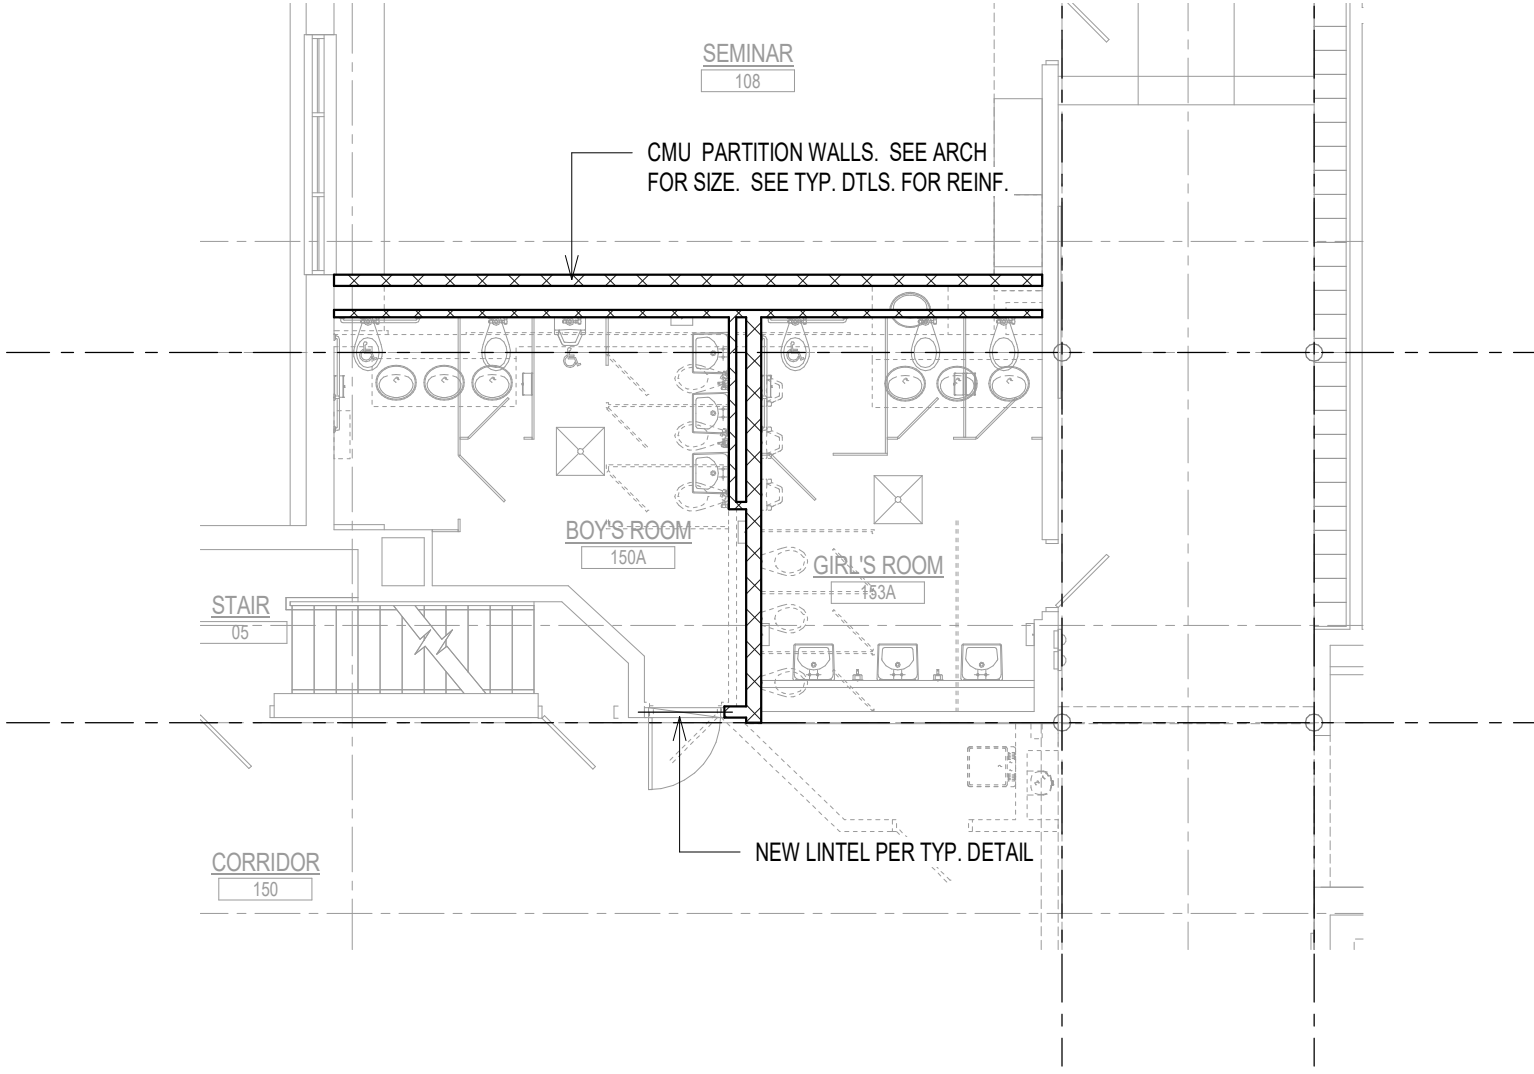 SEMINAR
108
CMU PARTITION WALLS. SEE ARCH
FOR SIZE. SEE TYP. DTLS. FOR REINF.
BOY'S ROOM
150A
GIRL'S ROOM
153A
STAIR
05
NEW LINTEL PER TYP. DETAIL
CORRIDOR
150